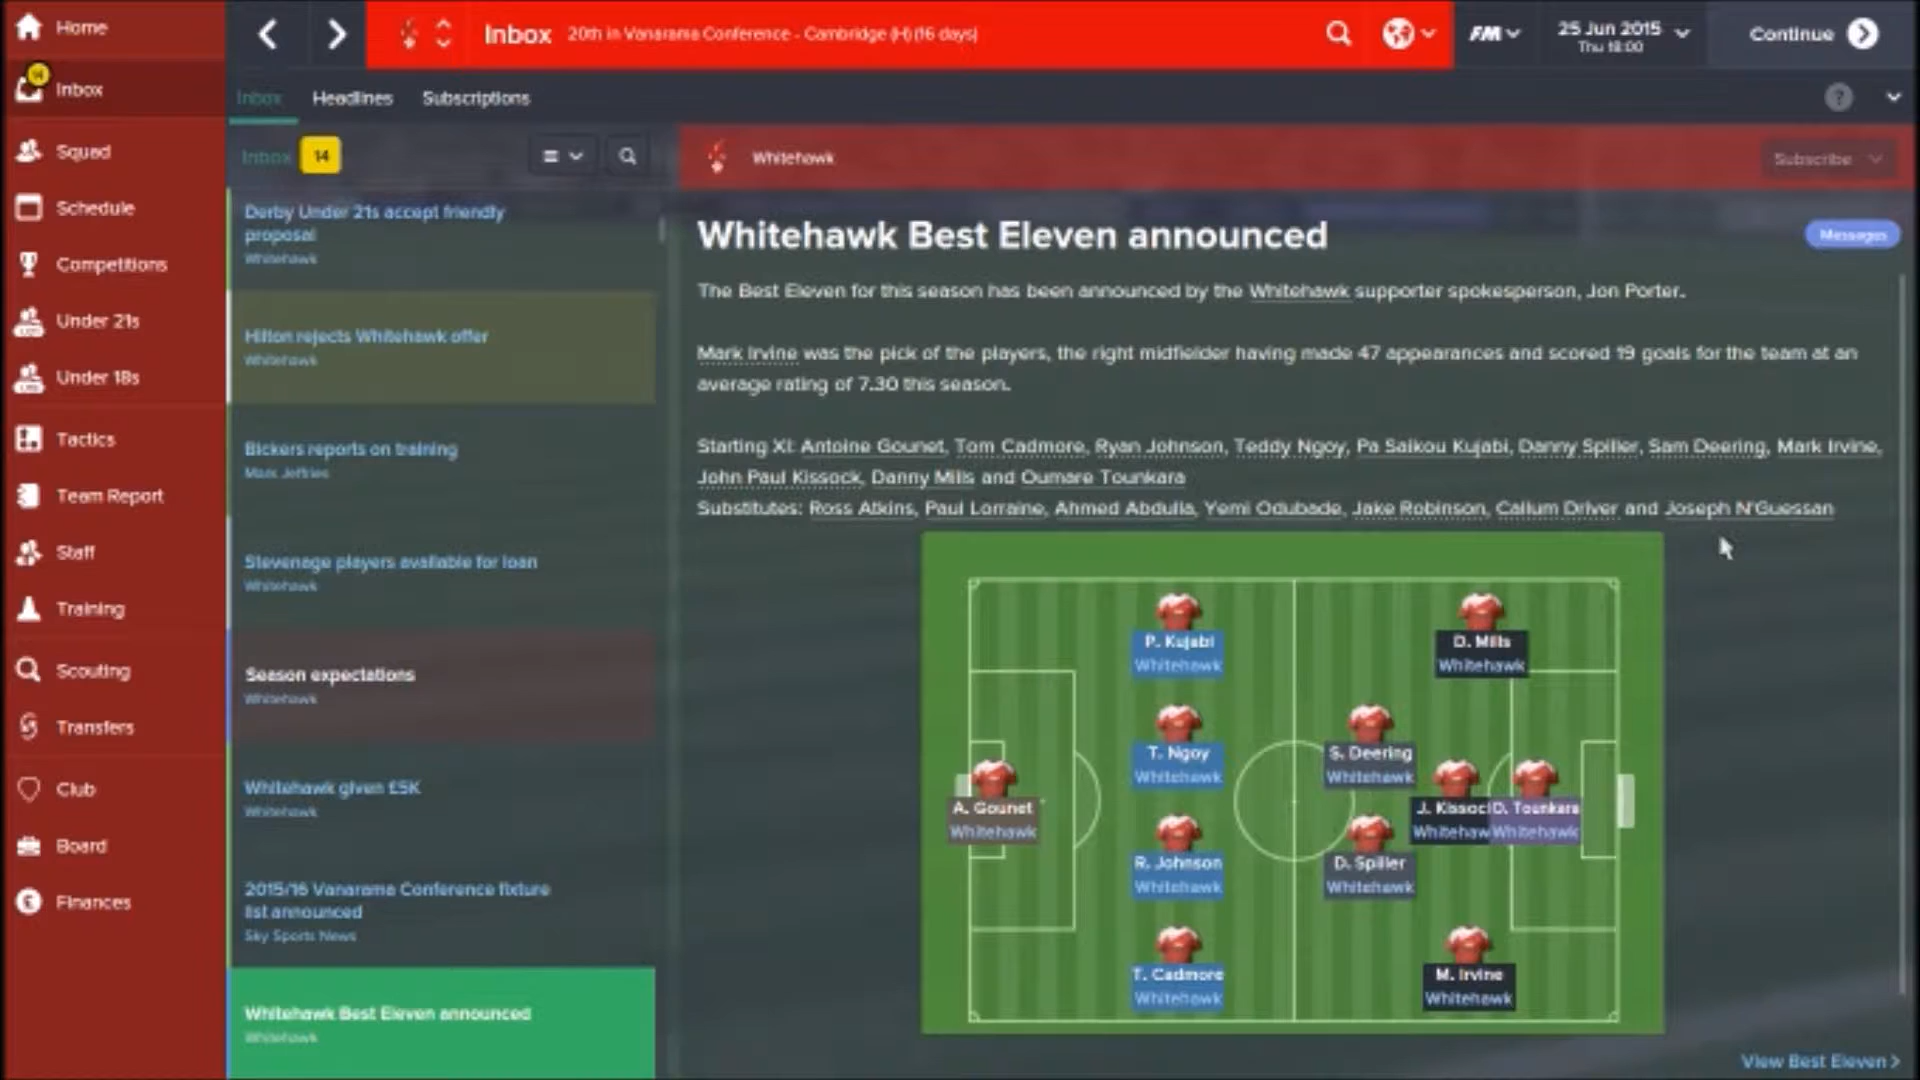 Home
Inbox
Squad
Schedule
Competitions
Under 21s
Under 18s
Tactics
Team Report
Staff
Training
Scouting
Transfers
Club
Board
Finances
Inbox 20th in Vanarama Conference - Cambridge (H) (16 days)
FM
25 Jun 2015
Thu 18:00
Continue
Inbox Headlines Subscriptions
Inbox 14
Derby Under 21s accept friendly
proposal
Whitehawk
Hilton rejects Whitehawk offer
Whitehawk
Bickers reports on training
Mark Jeffries
Stevenage players available for loan
Whitehawk
Season expectations
Whitehawk
Whitehawk given £5K
Whitehawk
2015/16 Vanarama Conference fixture
list announced
Sky Sports News
Whitehawk Best Eleven announced
Whitehawk
Whitehawk
Subscribe
Whitehawk Best Eleven announced
Messages
The Best Eleven for this season has been announced by the Whitehawk supporter spokesperson, Jon Porter.
Mark Irvine was the pick of the players, the right midfielder having made 47 appearances and scored 19 goals for the team at an
average rating of 7.30 this season.
Starting XI: Antoine Gounet, Tom Cadmore, Ryan Johnson, Teddy Ngoy, Pa Saikou Kujabi, Danny Spiller, Sam Deering, Mark Irvine,
John Paul Kissock, Danny Mills and Oumare Tounkara
Substitutes: Ross Atkins, Paul Lorraine, Ahmed Abdulla, Yemi Odubade, Jake Robinson, Callum Driver and Joseph N'Guessan
P. Kujabi
Whitehawk
D. Mills
Whitehawk
T. Ngoy
Whitehawk
S. Deering
Whitehawk
A. Gounet
Whitehawk
J. Kissoc
Whitehaw
O. Tounkara
Whitehawk
R. Johnson
Whitehawk
D. Spiller
Whitehawk
T. Cadmore
Whitehawk
M. Irvine
Whitehawk
View Best Eleven >